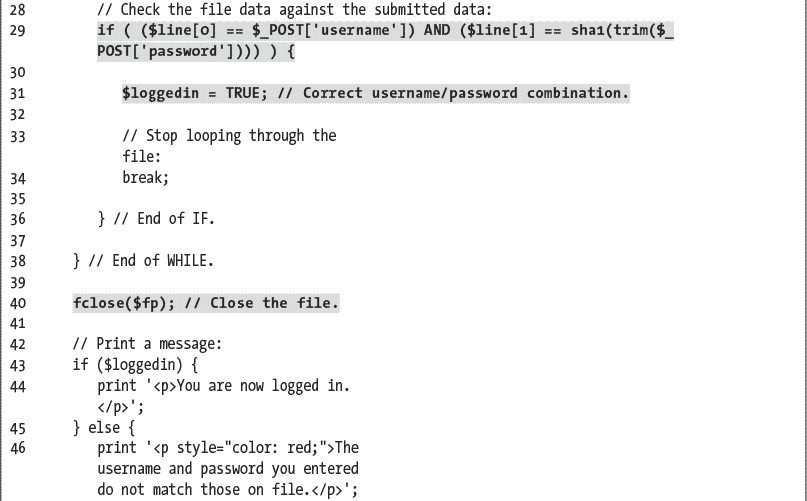 28 // Check the file data against the submitted data:
29 if ( ($line[0] == $_POST['username']) AND ($line[1] == sha1(trim($_
POST['password']))) ) {
30
31 $loggedin = TRUE; // Correct username/password combination.
32
33 // Stop looping through the
file:
34 break;
35
36 } // End of IF.
37
38 } // End of WHILE.
39
40 fclose($fp); // Close the file.
41
42 // Print a message:
43 if ($loggedin) {
44 print '<p>You are now logged in.
</p>';
45 } else {
46 print '<p style="color: red;">The
username and password you entered
do not match those on file.</p>';